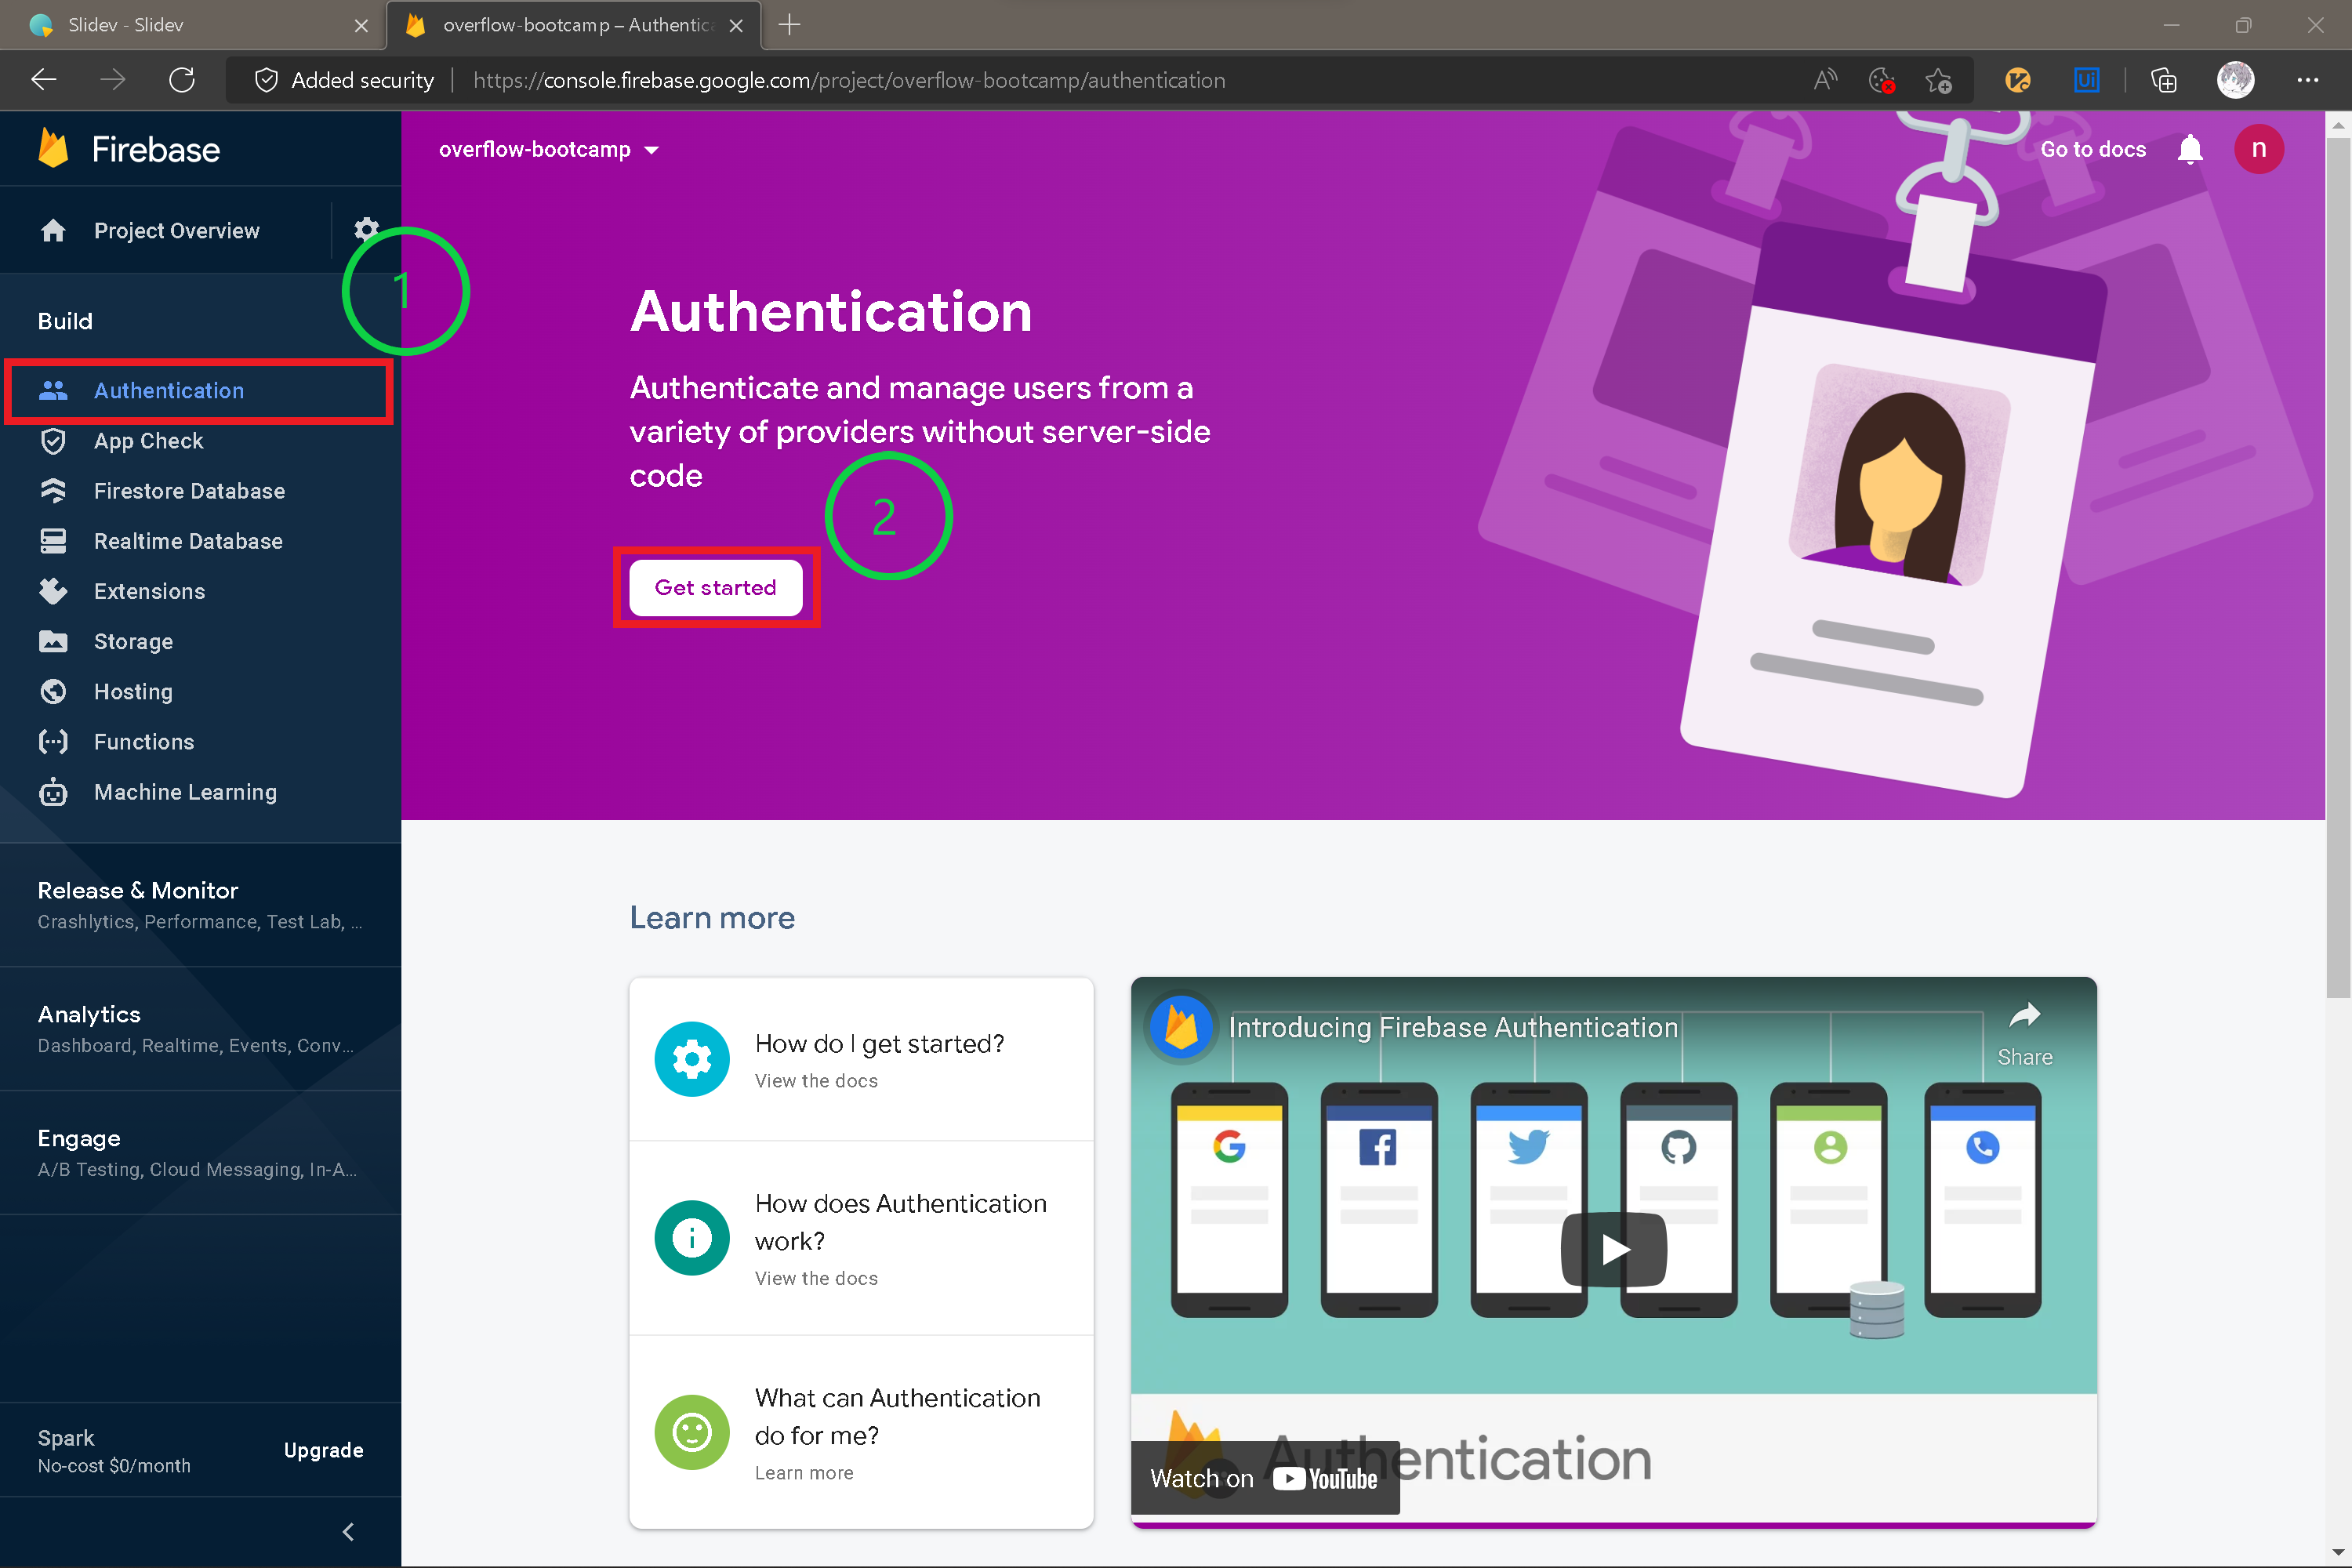 Slidev - Slidev
overflow-bootcamp – Authentic
Added security
https://console.firebase.google.com/project/overflow-bootcamp/authentication
Firebase
overflow-bootcamp
Go to docs
n
Project Overview
1
Build
Authentication
App Check
Firestore Database
Realtime Database
Extensions
Storage
Hosting
Functions
Machine Learning
Release & Monitor
Crashlytics, Performance, Test Lab, ...
Analytics
Dashboard, Realtime, Events, Conv...
Engage
A/B Testing, Cloud Messaging, In-A...
Spark
No-cost $0/month
Upgrade
Authentication
Authenticate and manage users from a
variety of providers without server-side
code
2
Get started
Learn more
How do I get started?
View the docs
How does Authentication
work?
View the docs
What can Authentication
do for me?
Learn more
Introducing Firebase Authentication
Share
Authentication
Watch on YouTube
Ui